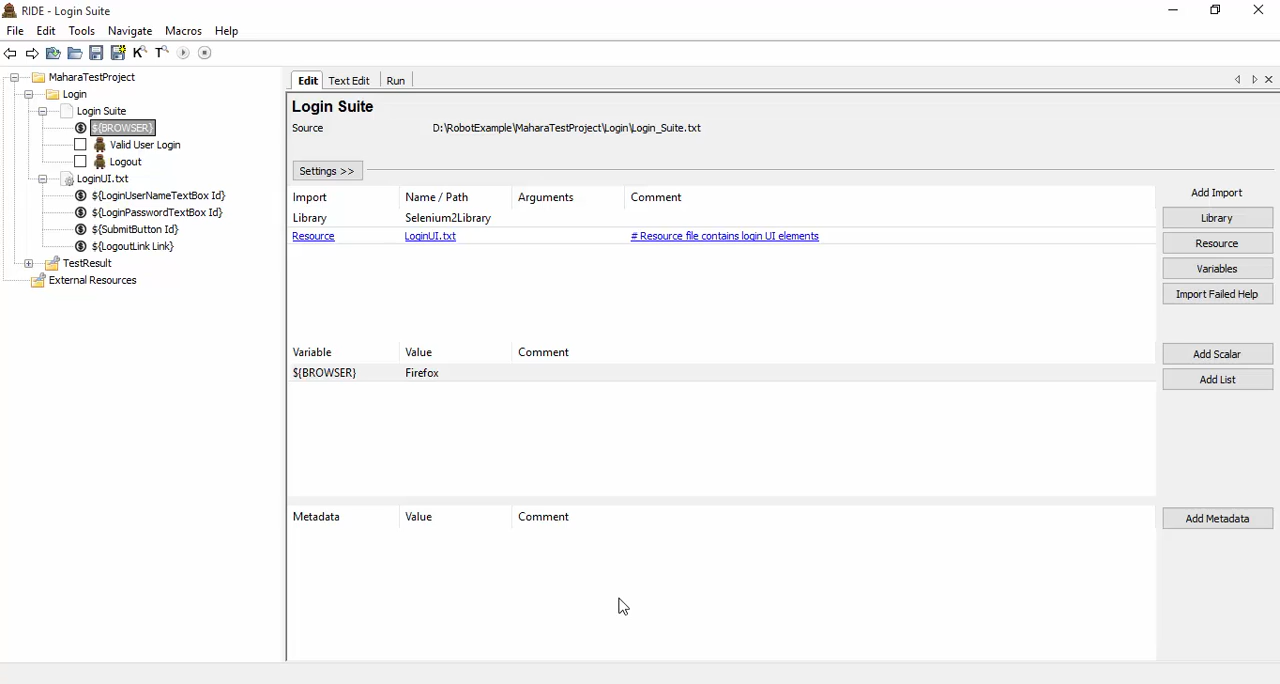 RIDE - Login Suite
File Edit Tools Navigate Macros Help
K T
MaharaTestProject
Login
Login Suite
${BROWSER}
Valid User Login
Logout
LoginUI.txt
${LoginUserNameTextBox Id}
${LoginPasswordTextBox Id}
${SubmitButton Id}
${LogoutLink Link}
TestResult
External Resources
Edit Text Edit Run
Login Suite
Source D:\RobotExample\MaharaTestProject\Login\Login_Suite.txt
Settings >>
Import Name / Path Arguments Comment
Library Selenium2Library
Resource LoginUI.txt # Resource file contains login UI elements
Add Import
Library
Resource
Variables
Import Failed Help
Variable Value Comment
${BROWSER} Firefox
Add Scalar
Add List
Metadata Value Comment
Add Metadata